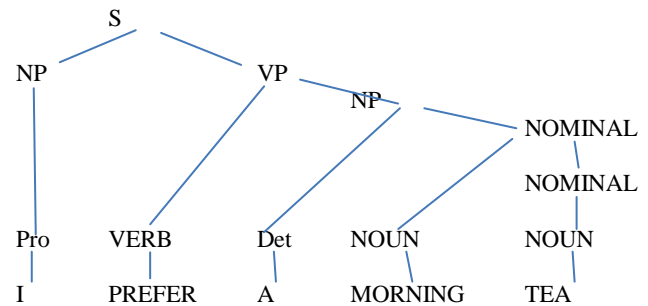 S
NP VP
NP
NOMINAL
NOMINAL
Pro VERB Det NOUN NOUN
I PREFER A MORNING TEA